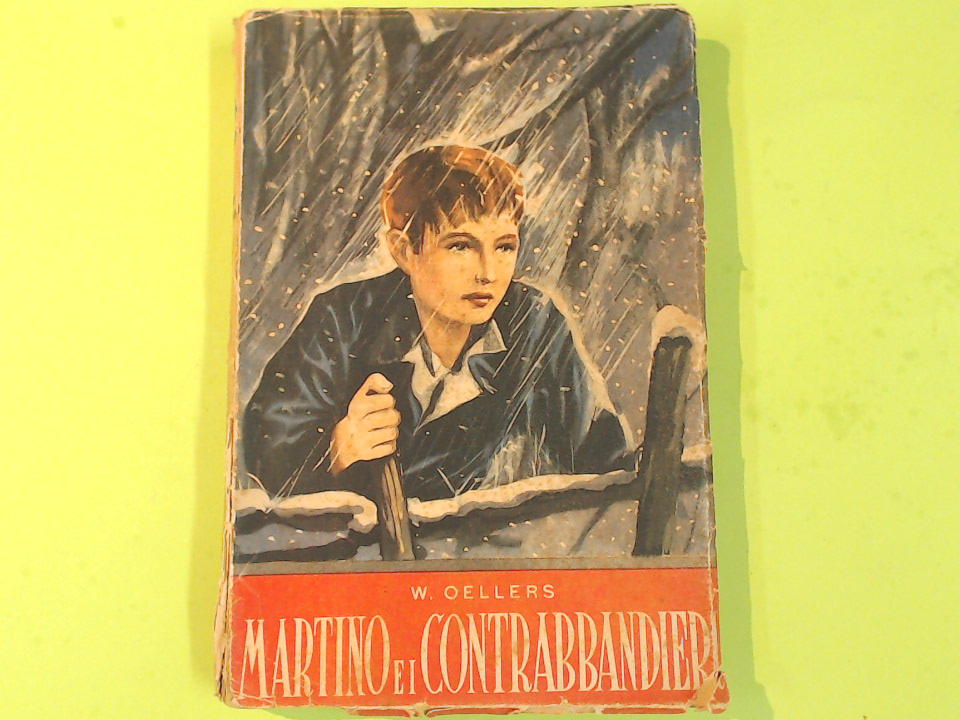 W. OELLERS
MARTINO E I CONTRABBANDIERI